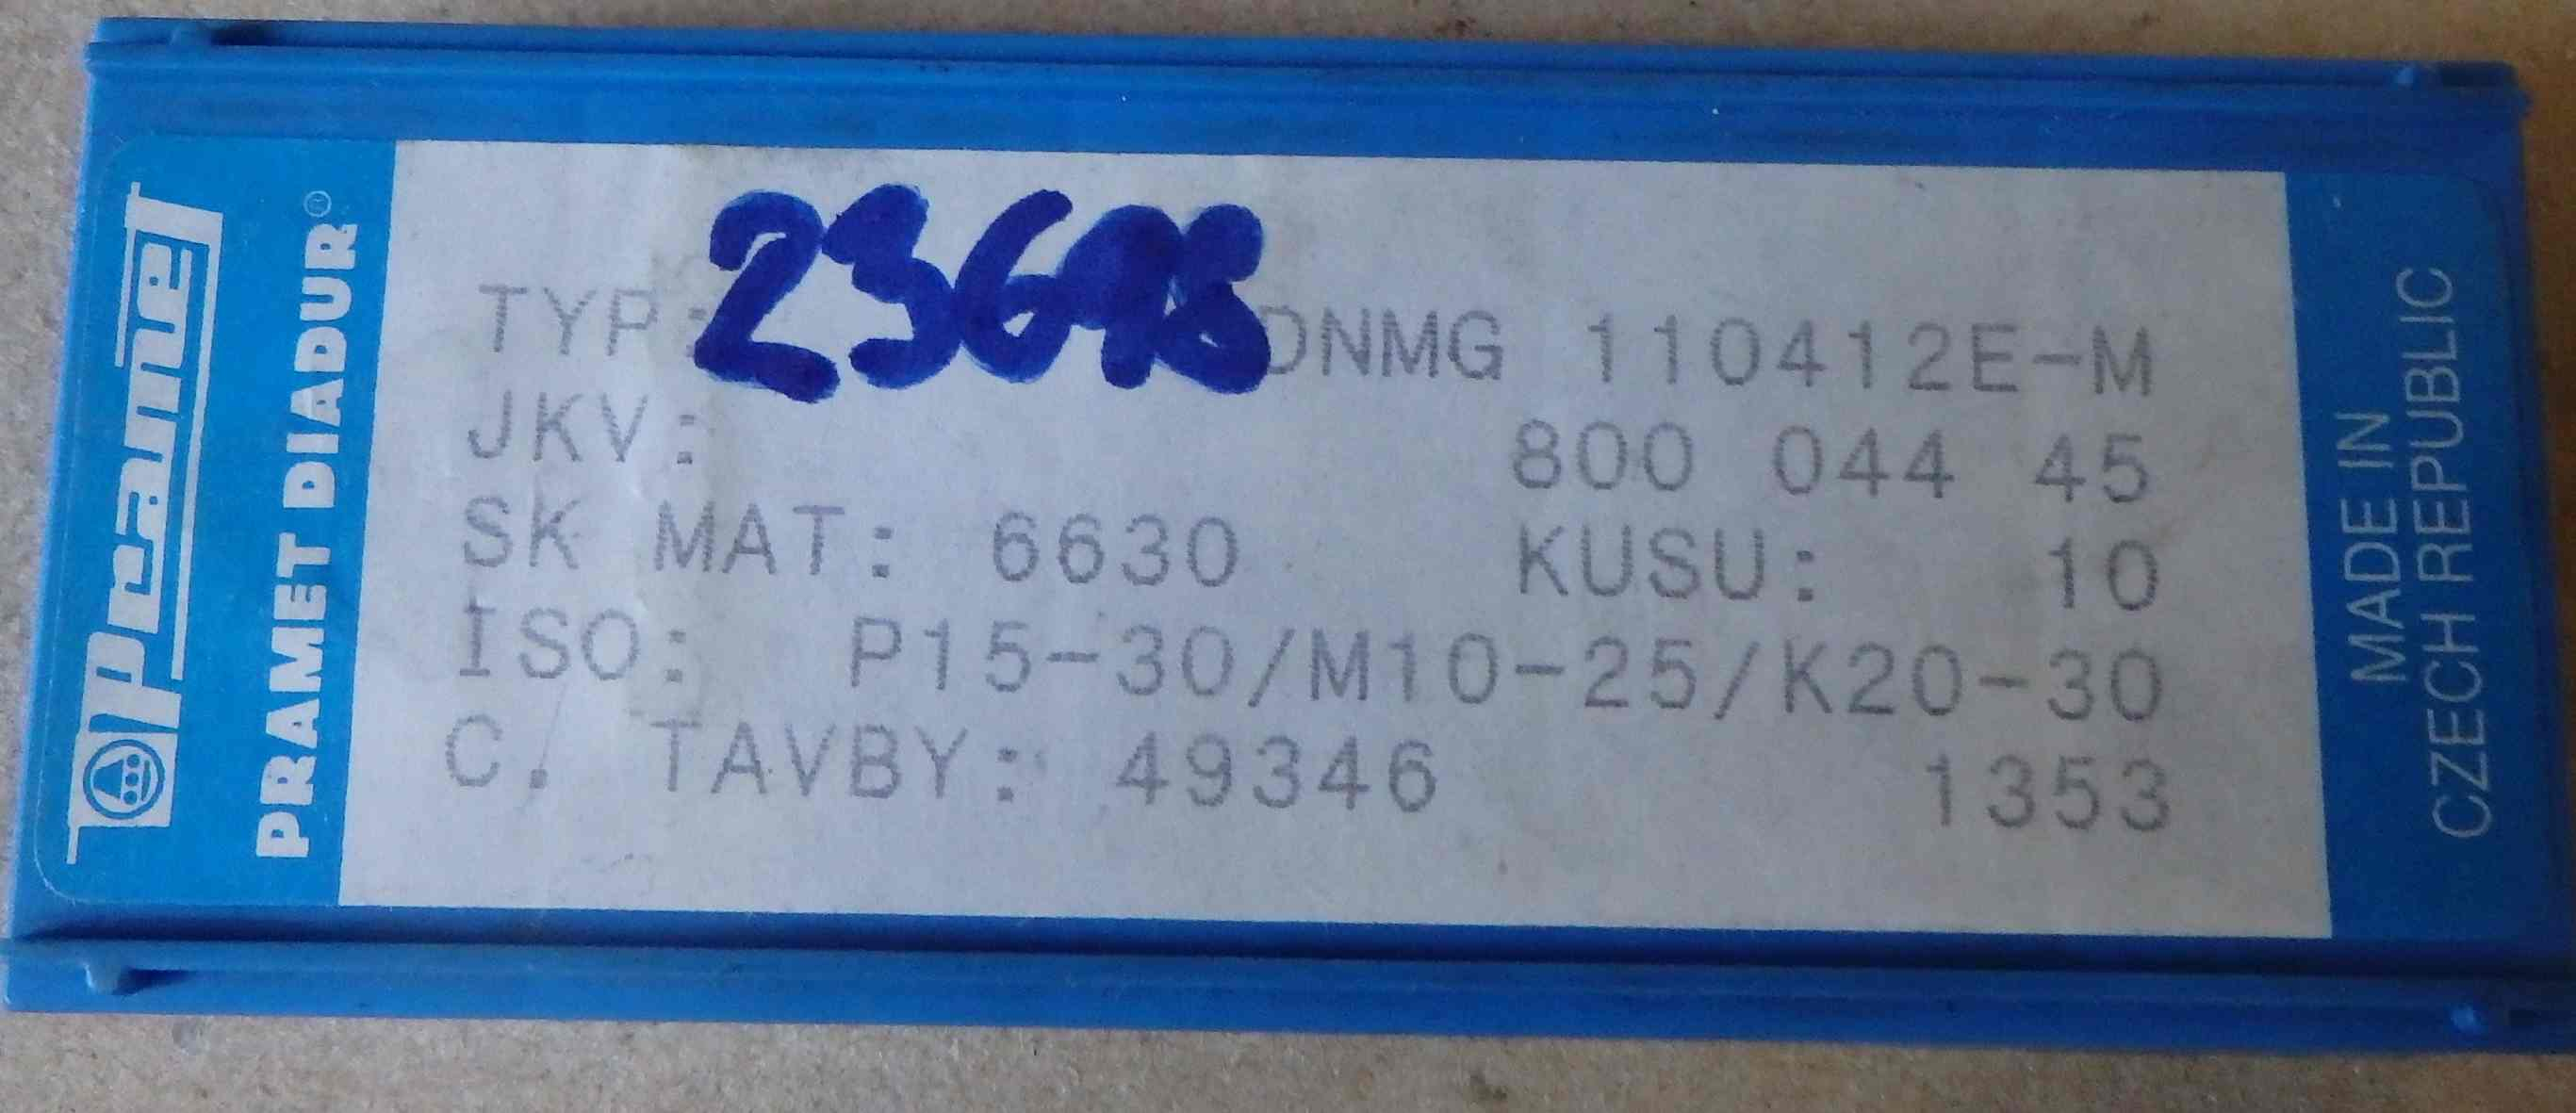 Pramet
PRAMET DIADUR®
23698
TYP: DNMG 110412E-M
JKV: 800 044 45
SK MAT: 6630 KUSU: 10
ISO: P15-30/M10-25/K20-30
C. TAVBY: 49346 1353
MADE IN
CZECH REPUBLIC